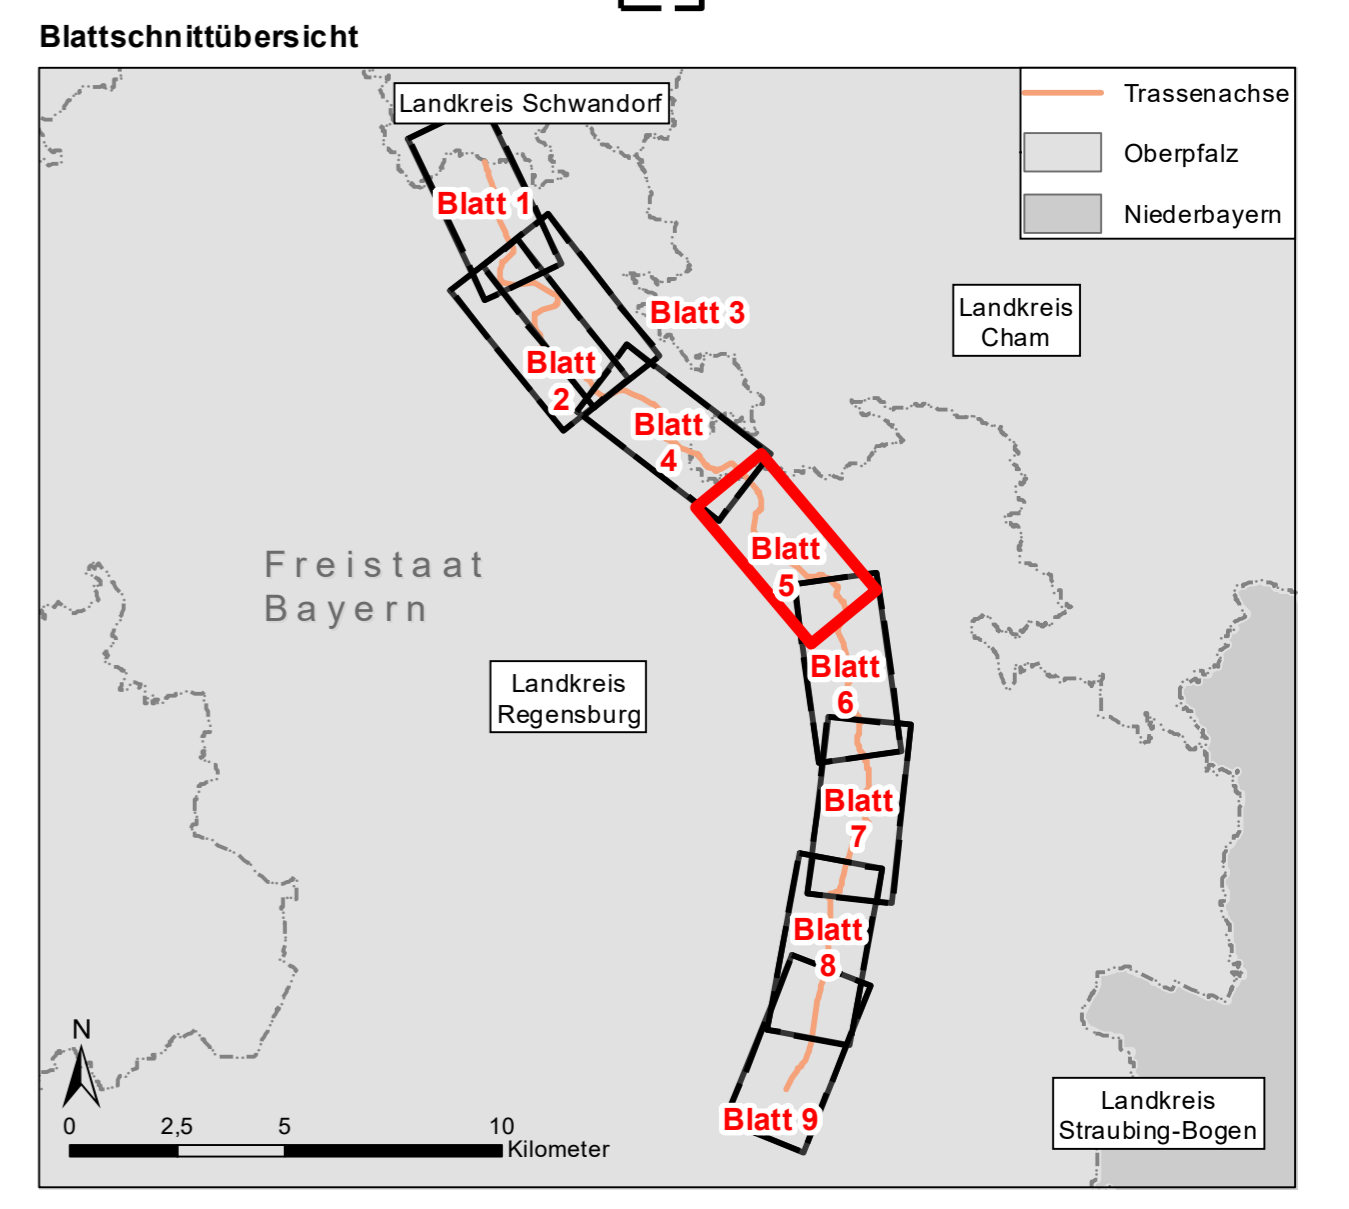 Blattschnittübersicht
Landkreis Schwandorf
Trassenachse
Oberpfalz
Niederbayern
Blatt 1
Landkreis
Cham
Blatt 3
Blatt
2
Blatt
4
Blatt
5
Freistaat
Bayern
Landkreis
Regensburg
Blatt
6
Blatt
7
Blatt
8
N
Landkreis
Straubing-Bogen
Blatt 9
0 2,5 5 10
Kilometer